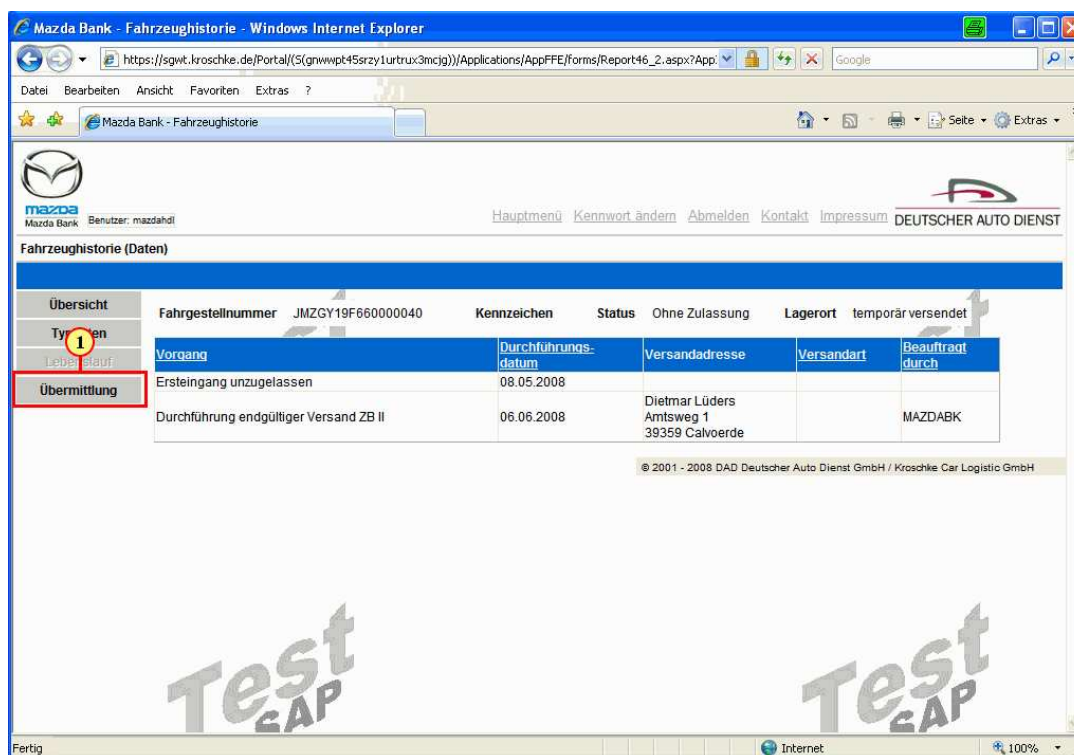 Mazda Bank - Fahrzeughistorie - Windows Internet Explorer
https://sgwt.kroschke.de/Portal/(S(gnwwpt45srzy1urtrux3mcjg))/Applications/AppFFE/forms/Report46_2.aspx?App:
Google
Datei Bearbeiten Ansicht Favoriten Extras ?
Mazda Bank - Fahrzeughistorie
Seite Extras
mazda
Mazda Bank Benutzer: mazdahdl
Hauptmenü Kennwort ändern Abmelden Kontakt Impressum
DEUTSCHER AUTO DIENST
Fahrzeughistorie (Daten)
Übersicht
Fahrgestellnummer JMZGY19F660000040 Kennzeichen Status Ohne Zulassung Lagerort temporär versendet
1
Lebenslauf
Übermittlung
Vorgang Durchführungs-datum Versandadresse Versandart Beauftragt durch
Ersteingang unzugelassen 08.05.2008
Durchführung endgültiger Versand ZB II 06.06.2008
Dietmar Lüders
Amtsweg 1
39359 Calvoerde
MAZDABK
© 2001 - 2008 DAD Deutscher Auto Dienst GmbH / Kroschke Car Logistic GmbH
Test SAP
Test SAP
Fertig Internet 100%